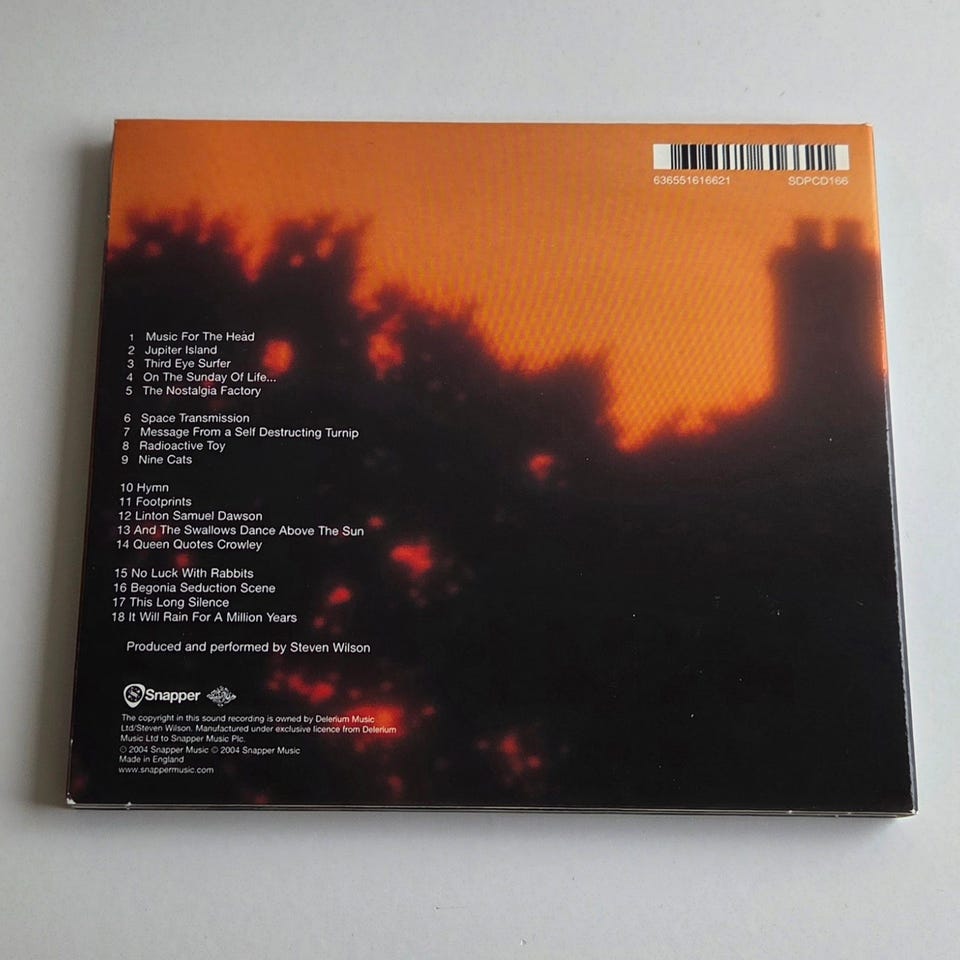 636551616621 SDPCD166
1 Music For The Head
2 Jupiter Island
3 Third Eye Surfer
4 On The Sunday Of Life...
5 The Nostalgia Factory
6 Space Transmission
7 Message From a Self Destructing Turnip
8 Radioactive Toy
9 Nine Cats
10 Hymn
11 Footprints
12 Linton Samuel Dawson
13 And The Swallows Dance Above The Sun
14 Queen Quotes Crowley
15 No Luck With Rabbits
16 Begonia Seduction Scene
17 This Long Silence
18 It Will Rain For A Million Years
Produced and performed by Steven Wilson
Snapper
The copyright in this sound recording is owned by Delerium Music
Ltd/Steven Wilson. Manufactured under exclusive licence from Delerium
Music Ltd to Snapper Music Plc.
℗ 2004 Snapper Music © 2004 Snapper Music
Made in England
www.snappermusic.com